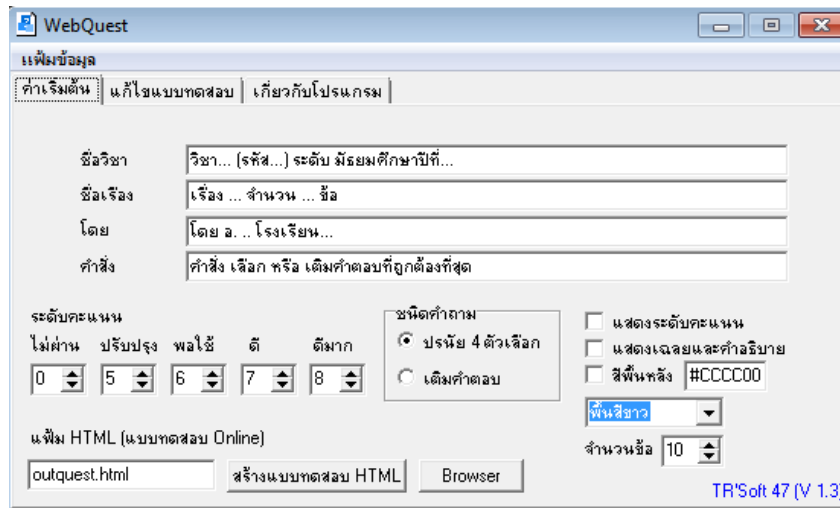 WebQuest
แฟ้มข้อมูล
ค่าเริ่มต้น แก้ไขแบบทดสอบ เกี่ยวกับโปรแกรม
ชื่อวิชา วิชา... (รหัส...) ระดับ มัธยมศึกษาปีที่...
ชื่อเรื่อง เรื่อง ... จำนวน ... ข้อ
โดย โดย อ. .. โรงเรียน...
คำสั่ง คำสั่ง เลือก หรือ เติมคำตอบที่ถูกต้องที่สุด
ระดับคะแนน ชนิดคำถาม
ไม่ผ่าน ปรับปรุง พอใช้ ดี ดีมาก
0 5 6 7 8
ปรนัย 4 ตัวเลือก
เติมคำตอบ
แสดงระดับคะแนน
แสดงเฉลยและคำอธิบาย
สีพื้นหลัง #CCCC00
พื้นสีขาว
จำนวนข้อ 10
แฟ้ม HTML (แบบทดสอบ Online)
outquest.html สร้างแบบทดสอบ HTML Browser
TR'Soft 47 (V 1.3)